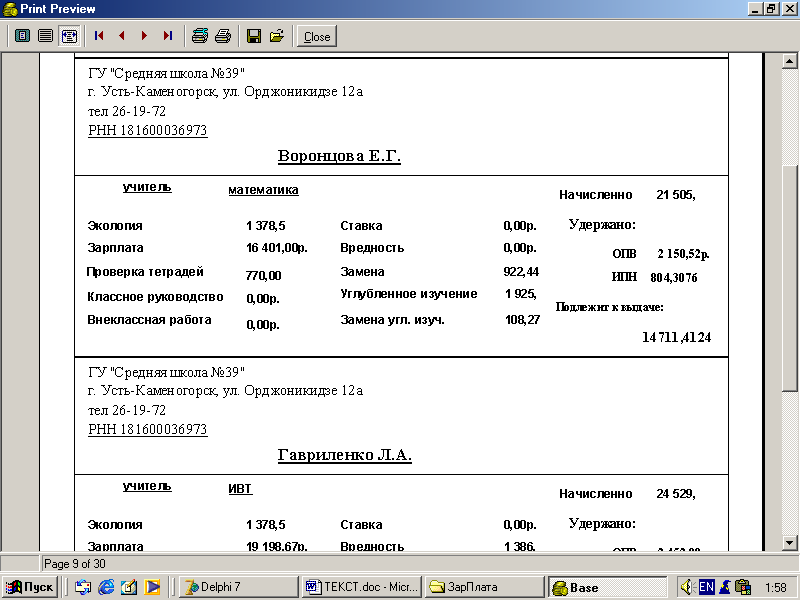 Print Preview
Close
ГУ "Средняя школа №39"
г. Усть-Каменогорск, ул. Орджоникидзе 12а
тел 26-19-72
РНН 181600036973
Воронцова Е.Г.
учитель математика Начисленно 21 505,
Экология 1 378,5 Ставка 0,00р. Удержано:
Зарплата 16 401,00р. Вредность 0,00р. ОПВ 2 150,52р.
Проверка тетрадей 770,00 Замена 922,44 ИПН 804,3076
Классное руководство 0,00р. Углубленное изучение 1 925, Подлежит к выдаче:
Внеклассная работа 0,00р. Замена угл. изуч. 108,27
14 711,4124
ГУ "Средняя школа №39"
г. Усть-Каменогорск, ул. Орджоникидзе 12а
тел 26-19-72
РНН 181600036973
Гавриленко Л.А.
учитель ИВТ Начисленно 24 529,
Экология 1 378,5 Ставка 0,00р. Удержано:
Зарплата 19 198,67р. Вредность 1 386,
Page 9 of 30
Пуск Delphi 7 ТЕКСТ.doc - Micr... ЗарПлата Base EN 1:58